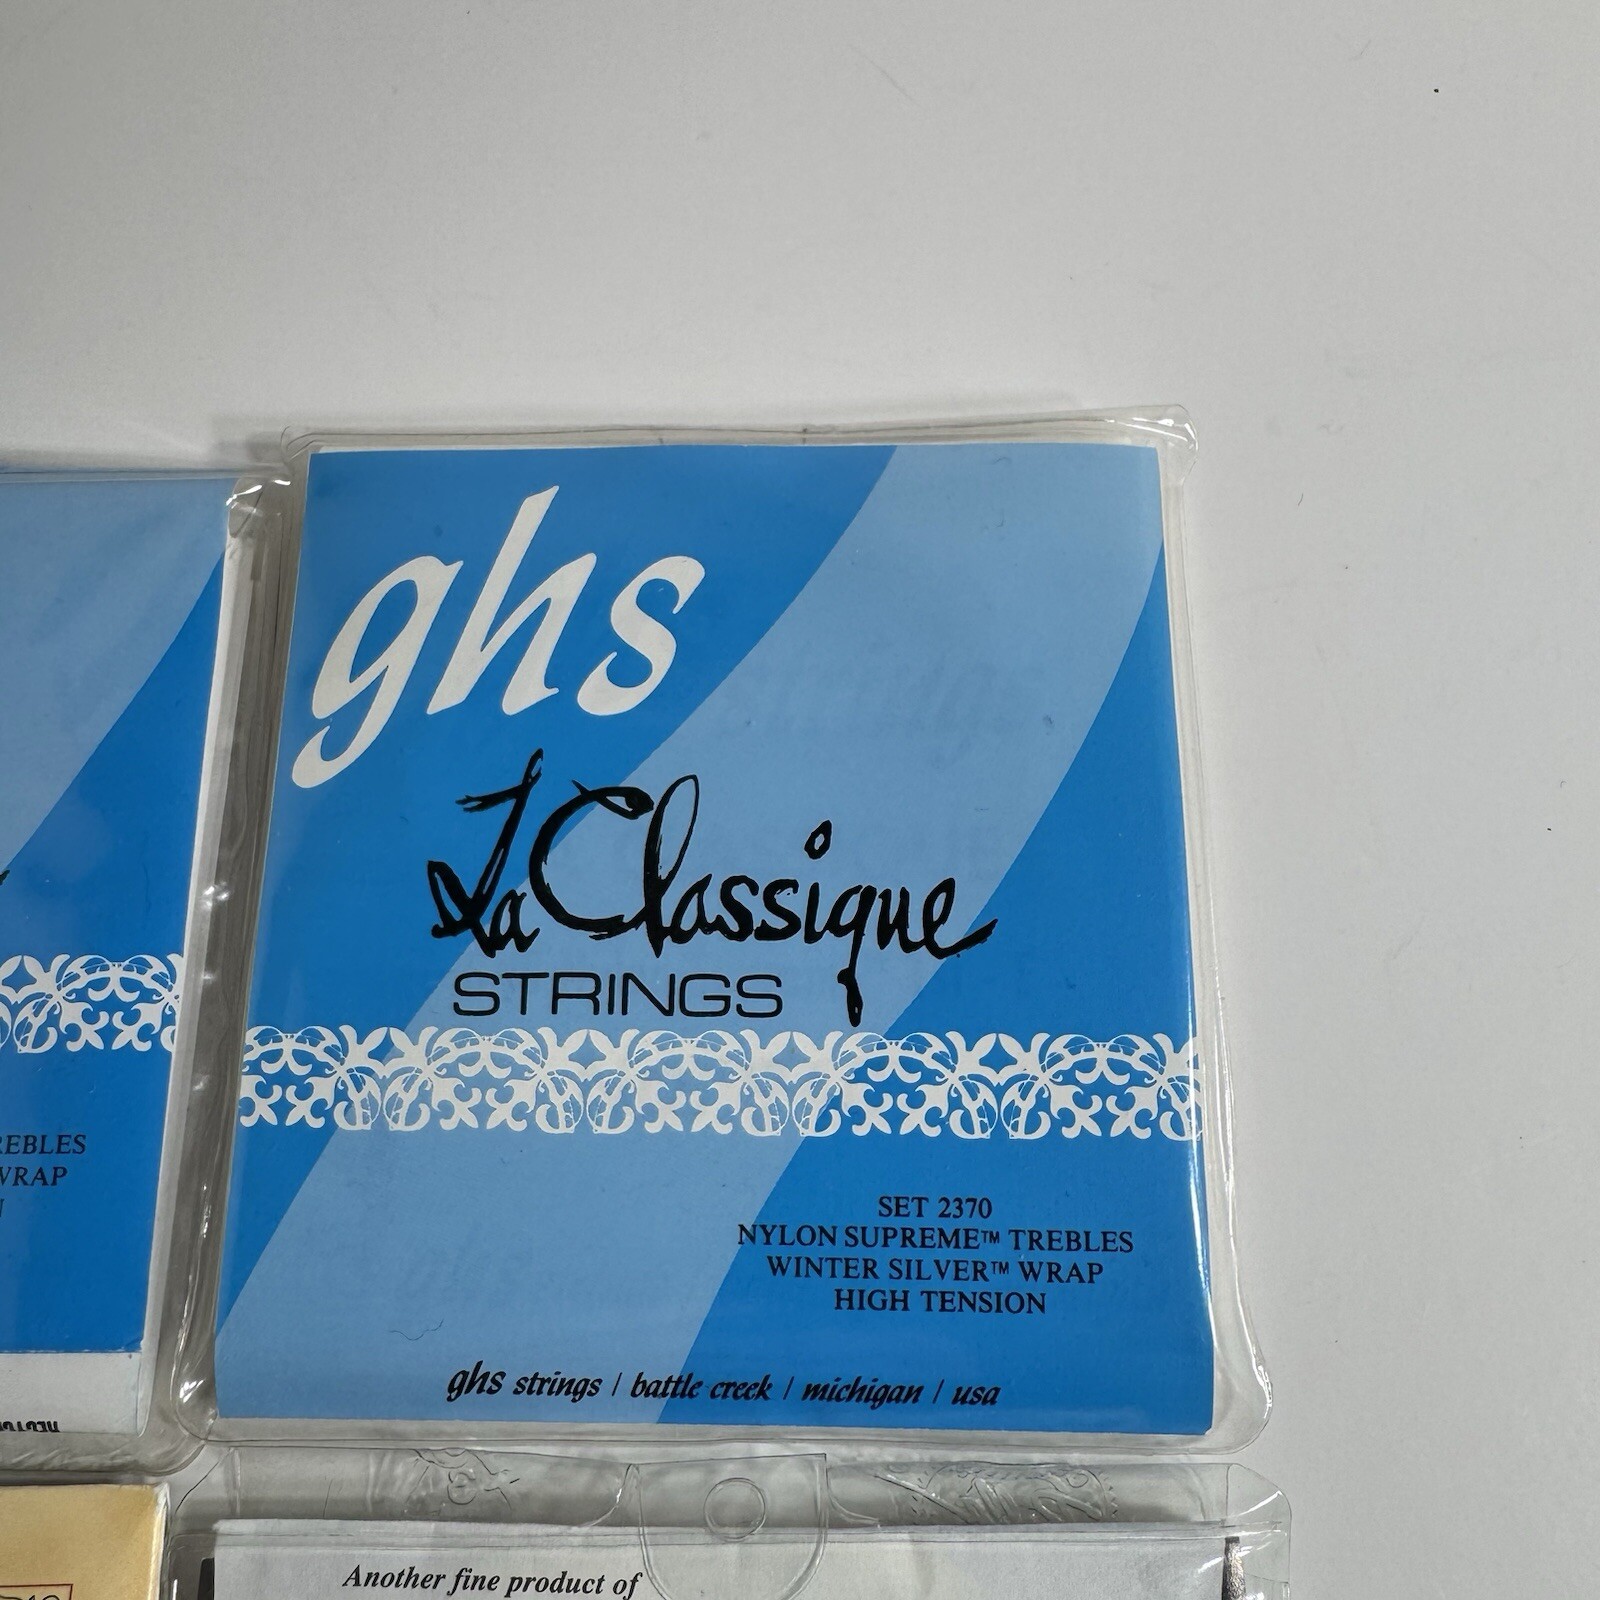 ghs
La Classique
STRINGS
SET 2370
NYLON SUPREME™ TREBLES
WINTER SILVER™ WRAP
HIGH TENSION
ghs strings / battle creek / michigan / usa
WRAP
Another fine product of